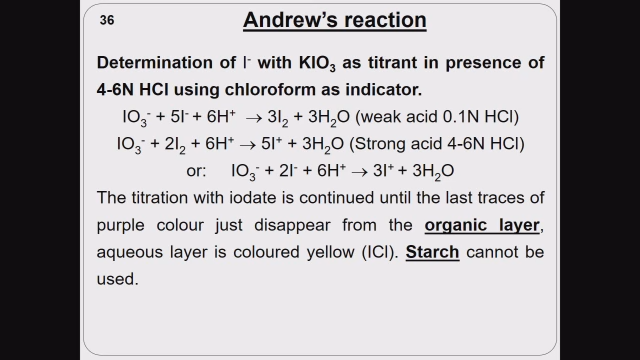 36
Andrew's reaction
Determination of I⁻ with KIO₃ as titrant in presence of
4-6N HCl using chloroform as indicator.
IO₃⁻ + 5I⁻ + 6H⁺ → 3I₂ + 3H₂O (weak acid 0.1N HCl)
IO₃⁻ + 2I₂ + 6H⁺ → 5I⁺ + 3H₂O (Strong acid 4-6N HCl)
or: IO₃⁻ + 2I⁻ + 6H⁺ → 3I⁺ + 3H₂O
The titration with iodate is continued until the last traces of
purple colour just disappear from the organic layer,
aqueous layer is coloured yellow (ICl). Starch cannot be
used.